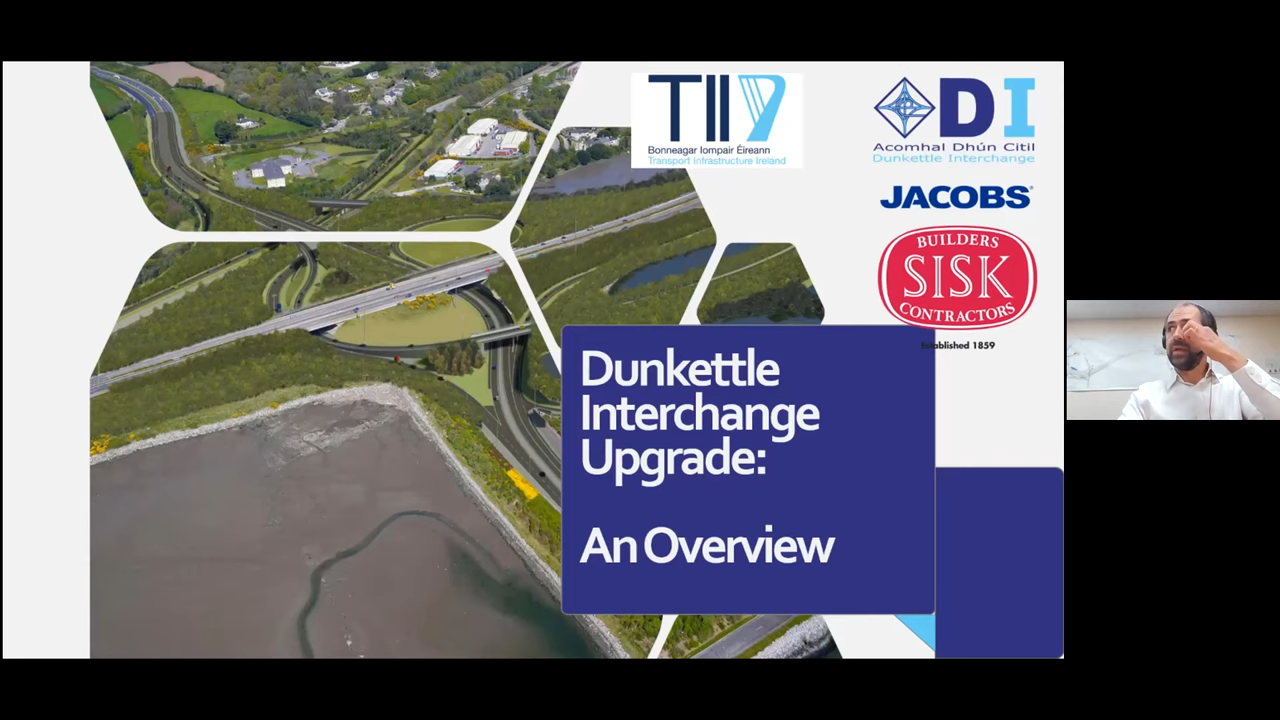 TII
Bonneagar Iompair Éireann
Transport Infrastructure Ireland
DI
Acomhal Dhún Citil
Dunkettle Interchange
JACOBS
BUILDERS
SISK
CONTRACTORS
Established 1859
Dunkettle
Interchange
Upgrade:
An Overview